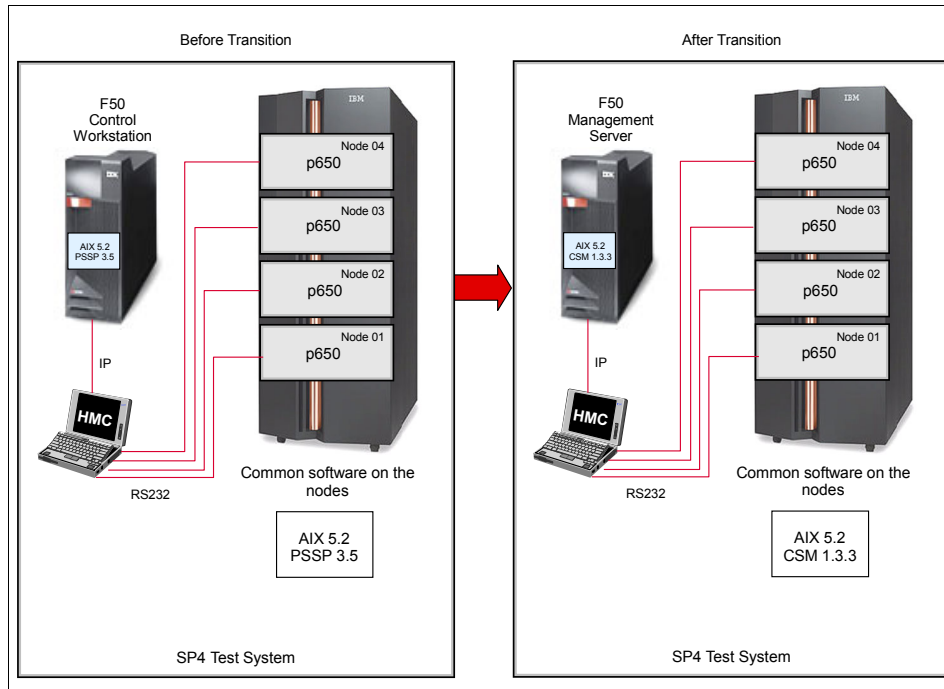 Before Transition
F50
Control
Workstation
IBM
Node 04
p650
Node 03
p650
AIX 5.2
PSSP 3.5
Node 02
p650
Node 01
p650
IP
HMC
RS232
Common software on the
nodes
AIX 5.2
PSSP 3.5
SP4 Test System
After Transition
F50
Management
Server
IBM
Node 04
p650
Node 03
p650
AIX 5.2
CSM 1.3.3
Node 02
p650
Node 01
p650
IP
HMC
RS232
Common software on the
nodes
AIX 5.2
CSM 1.3.3
SP4 Test System